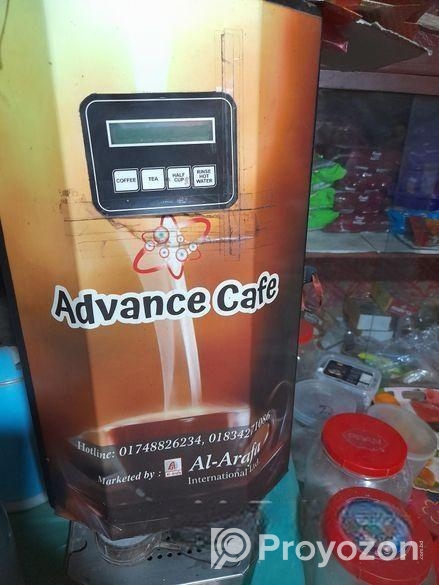 COFFEE
TEA
HALF CUP
RINSE HOT WATER
Advance Cafe
Hotline: 01748826234, 01834271086
Marketed by : Al-Arafa
International Ltd
Proyozon